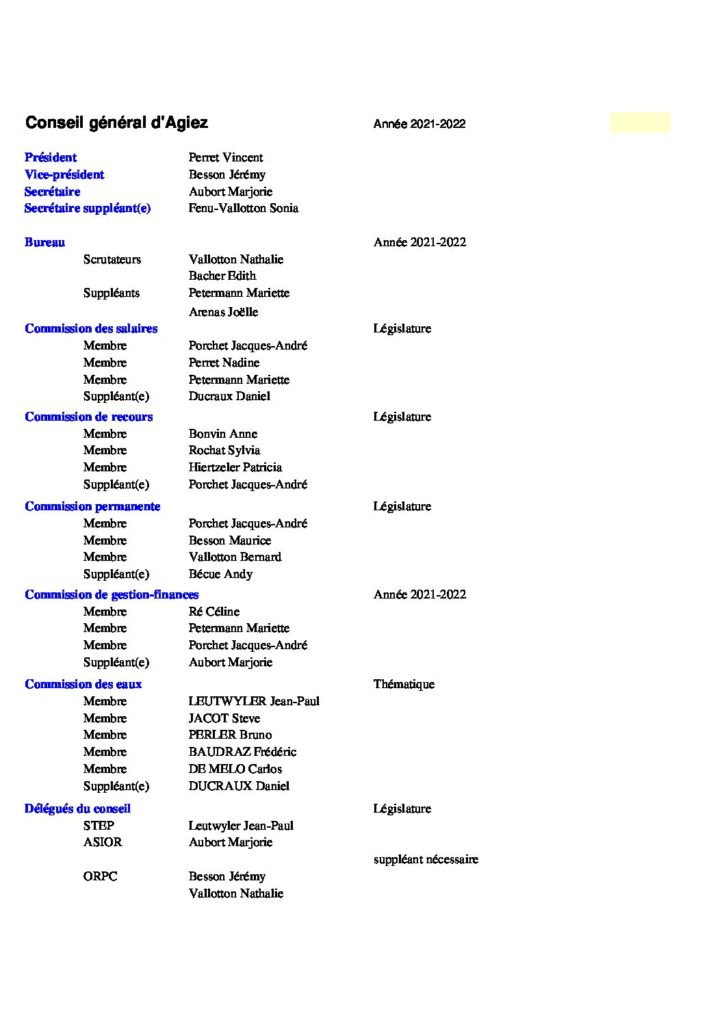 Conseil général d'Agiez Année 2021-2022
Président Perret Vincent
Vice-président Besson Jérémy
Secrétaire Aubort Marjorie
Secrétaire suppléant(e) Fenu-Vallotton Sonia
Bureau Année 2021-2022
Scrutateurs Vallotton Nathalie
Bacher Edith
Suppléants Petermann Mariette
Arenas Joëlle
Commission des salaires Législature
Membre Porchet Jacques-André
Membre Perret Nadine
Membre Petermann Mariette
Suppléant(e) Ducraux Daniel
Commission de recours Législature
Membre Bonvin Anne
Membre Rochat Sylvia
Membre Hiertzeler Patricia
Suppléant(e) Porchet Jacques-André
Commission permanente Législature
Membre Porchet Jacques-André
Membre Besson Maurice
Membre Vallotton Bernard
Suppléant(e) Bécue Andy
Commission de gestion-finances Année 2021-2022
Membre Ré Céline
Membre Petermann Mariette
Membre Porchet Jacques-André
Suppléant(e) Aubort Marjorie
Commission des eaux Thématique
Membre LEUTWYLER Jean-Paul
Membre JACOT Steve
Membre PERLER Bruno
Membre BAUDRAZ Frédéric
Membre DE MELO Carlos
Suppléant(e) DUCRAUX Daniel
Délégués du conseil Législature
STEP Leutwyler Jean-Paul
ASIOR Aubort Marjorie
suppléant nécessaire
ORPC Besson Jérémy
Vallotton Nathalie